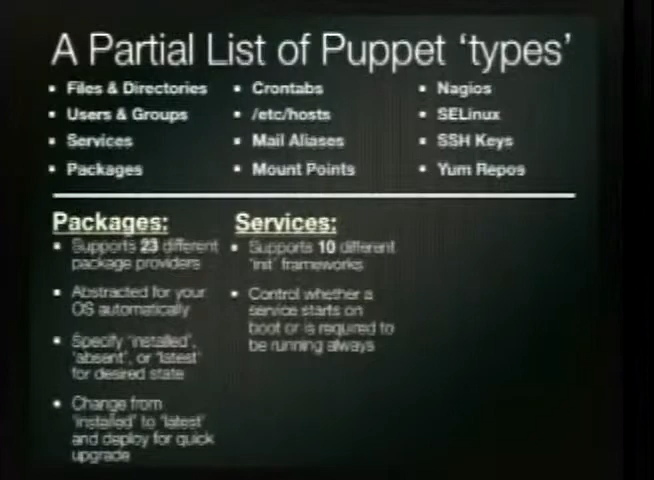 A Partial List of Puppet 'types'
• Files & Directories
• Users & Groups
• Services
• Packages
• Crontabs
• /etc/hosts
• Mail Aliases
• Mount Points
• Nagios
• SELinux
• SSH Keys
• Yum Repos
Packages:
• Supports 23 different
package providers
• Abstracted for your
OS automatically
• Specify 'installed',
'absent', or 'latest'
for desired state
• Change from
'installed' to 'latest'
and deploy for quick
upgrade
Services:
• Supports 10 different
'init' frameworks
• Control whether a
service starts on
boot or is required to
be running always